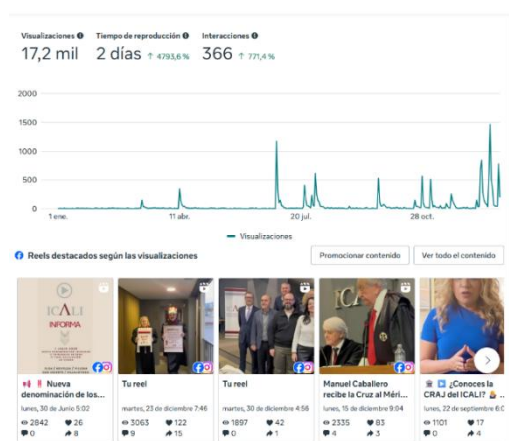 Visualizaciones
Tiempo de reproducción
Interacciones
17,2 mil
2 días ↑ 4793,6 %
366 ↑ 771,4 %
2000
1500
1000
500
0
1 ene.
11 abr.
20 jul.
28 oct.
Visualizaciones
Reels destacados según las visualizaciones
Promocionar contenido
Ver todo el contenido
ICALI
INFORMA
Nueva denominación de los...
lunes, 30 de Junio 5:02
2842
26
0
8
Tu reel
martes, 23 de diciembre 7:46
3063
122
9
15
Tu reel
martes, 30 de diciembre 4:56
1897
42
0
1
Manuel Caballero recibe la Cruz al Méri...
lunes, 15 de diciembre 9:04
2335
83
4
3
¿Conoces la CRAJ del ICALI?
lunes, 22 de septiembre
1101
17
0
4